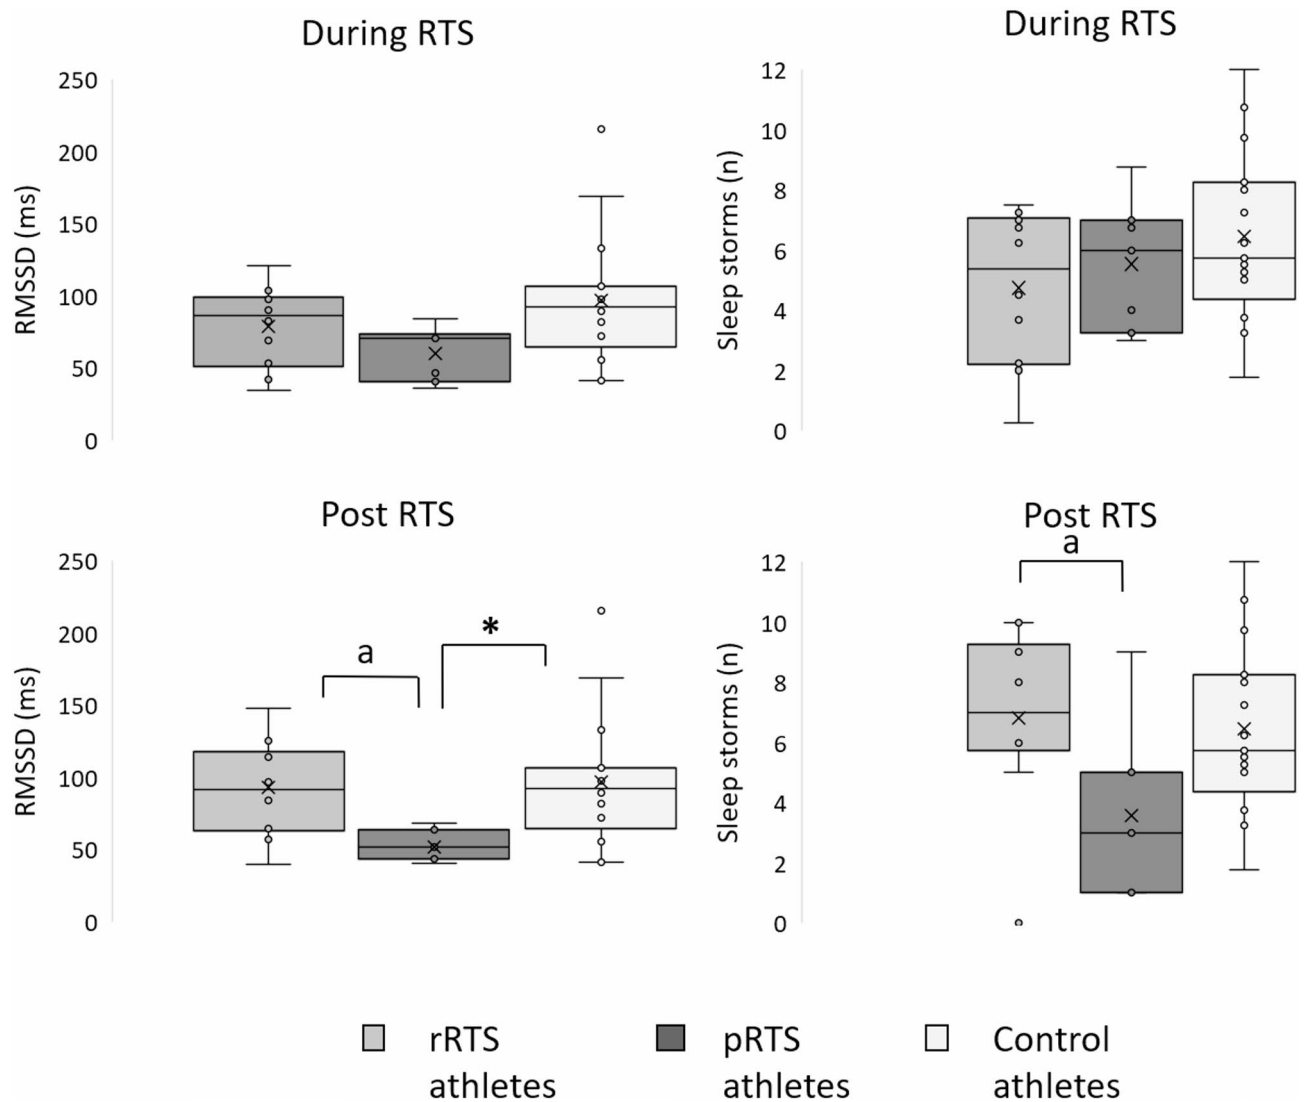 During RTS
RMSSD (ms)
250
200
150
100
50
0
During RTS
Sleep storms (n)
12
10
8
6
4
2
0
Post RTS
RMSSD (ms)
250
200
150
100
50
0
a
*
Post RTS
a
Sleep storms (n)
12
10
8
6
4
2
0
rRTS
athletes
pRTS
athletes
Control
athletes